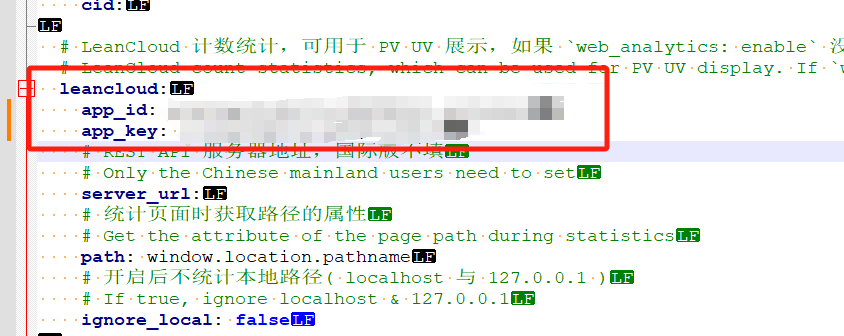 cid:LF
LF
# LeanCloud 计数统计，可用于 PV UV 展示，如果 `web_analytics: enable`
# LeanCloud count statistics, which can be used for PV UV display. If `
leancloud:LF
app_id:
app_key:
# REST API 服务器地址，国际版不填LF
# Only the Chinese mainland users need to setLF
server_url:LF
# 统计页面时获取路径的属性LF
# Get the attribute of the page path during statisticsLF
path: window.location.pathnameLF
# 开启后不统计本地路径( localhost 与 127.0.0.1 )LF
# If true, ignore localhost & 127.0.0.1LF
ignore_local: falseLF